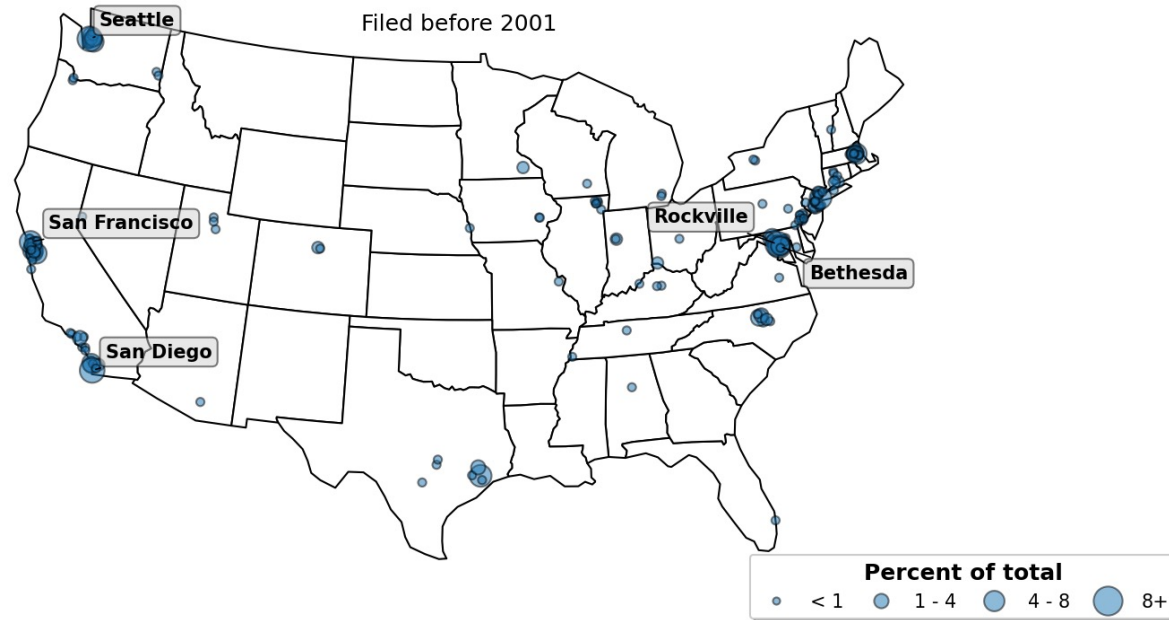 Filed before 2001
Seattle
San Francisco
Rockville
Bethesda
San Diego
Percent of total
< 1
1 - 4
4 - 8
8+